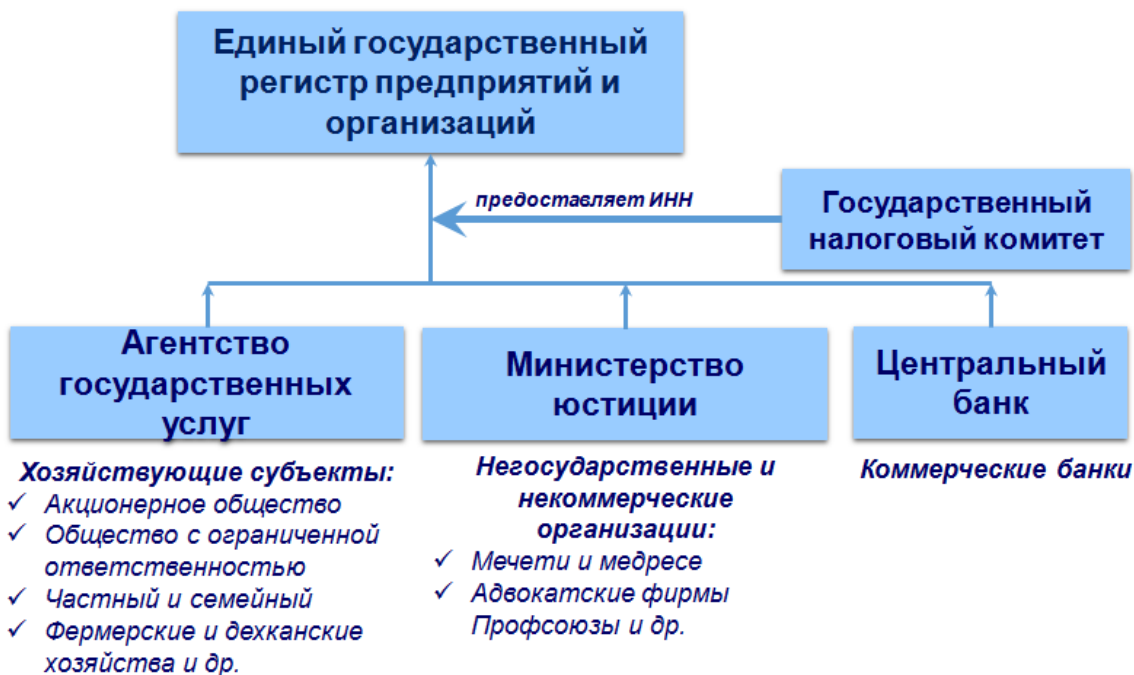 Единый государственный
регистр предприятий и
организаций
предоставляет ИНН
Государственный
налоговый комитет
Агентство
государственных
услуг
Хозяйствующие субъекты:
✓ Акционерное общество
✓ Общество с ограниченной
ответственностью
✓ Частный и семейный
✓ Фермерские и дехканские
хозяйства и др.
Министерство
юстиции
Негосударственные и
некоммерческие
организации:
✓ Мечети и медресе
✓ Адвокатские фирмы
Профсоюзы и др.
Центральный
банк
Коммерческие банки